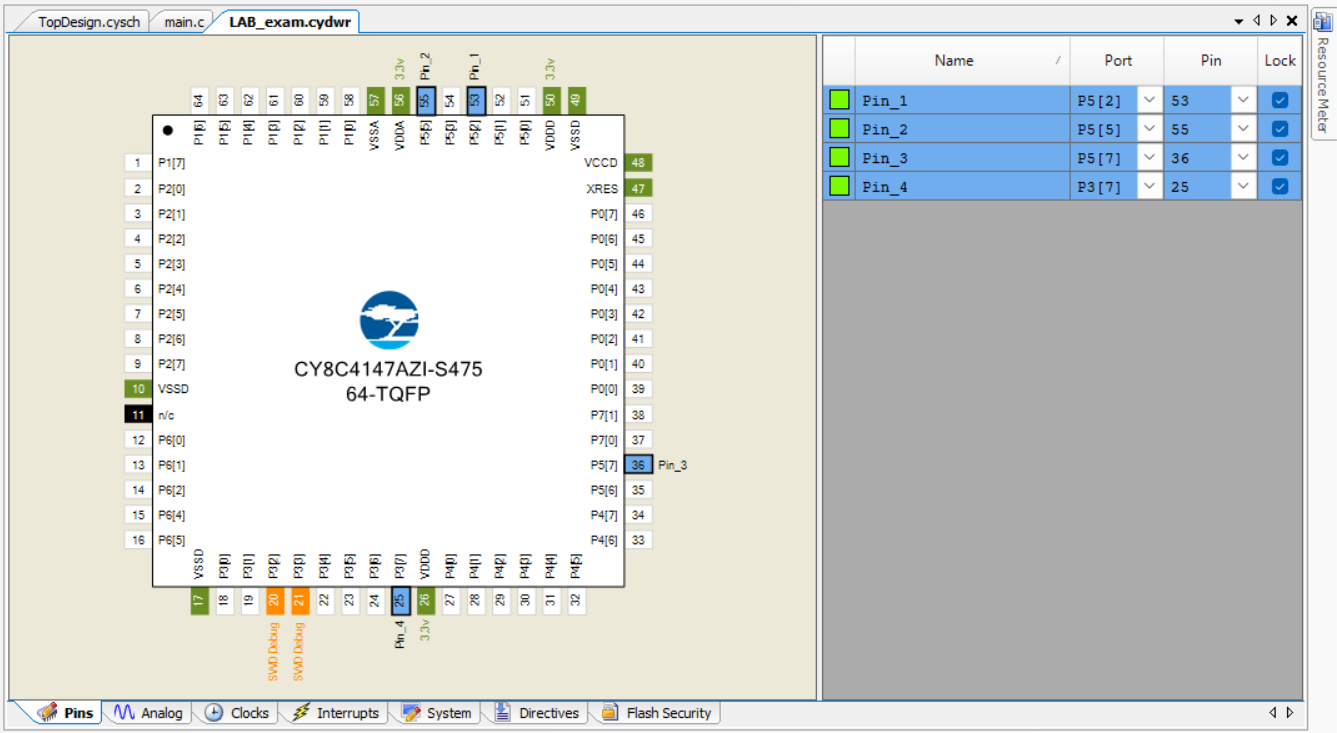 TopDesign.cysch main.c LAB_exam.cydwr
Resource Meter
3.3v Pin_2 Pin_1 3.3v
64 63 62 61 60 59 58 57 56 55 54 53 52 51 50 49
P1[6] P1[5] P1[4] P1[3] P1[2] P1[1] P1[0] VSSA VDDA P5[5] P5[3] P5[2] P5[1] P5[0] VDDD VSSD
1 P1[7] VCCD 48
2 P2[0] XRES 47
3 P2[1] P0[7] 46
4 P2[2] P0[6] 45
5 P2[3] P0[5] 44
6 P2[4] P0[4] 43
7 P2[5] P0[3] 42
8 P2[6] P0[2] 41
9 P2[7] P0[1] 40
10 VSSD P0[0] 39
11 n/c P7[1] 38
12 P6[0] P7[0] 37
13 P6[1] P5[7] 36 Pin_3
14 P6[2] P5[6] 35
15 P6[4] P4[7] 34
16 P6[5] P4[6] 33
CY8C4147AZI-S475
64-TQFP
VSSD P3[0] P3[1] P3[2] P3[3] P3[4] P3[5] P3[6] P3[7] VDDD P4[0] P4[1] P4[2] P4[3] P4[4] P4[5]
17 18 19 20 21 22 23 24 25 26 27 28 29 30 31 32
SWD Debug SWD Debug Pin_4 3.3v
Name Port Pin Lock
Pin_1 P5[2] 53
Pin_2 P5[5] 55
Pin_3 P5[7] 36
Pin_4 P3[7] 25
Pins Analog Clocks Interrupts System Directives Flash Security